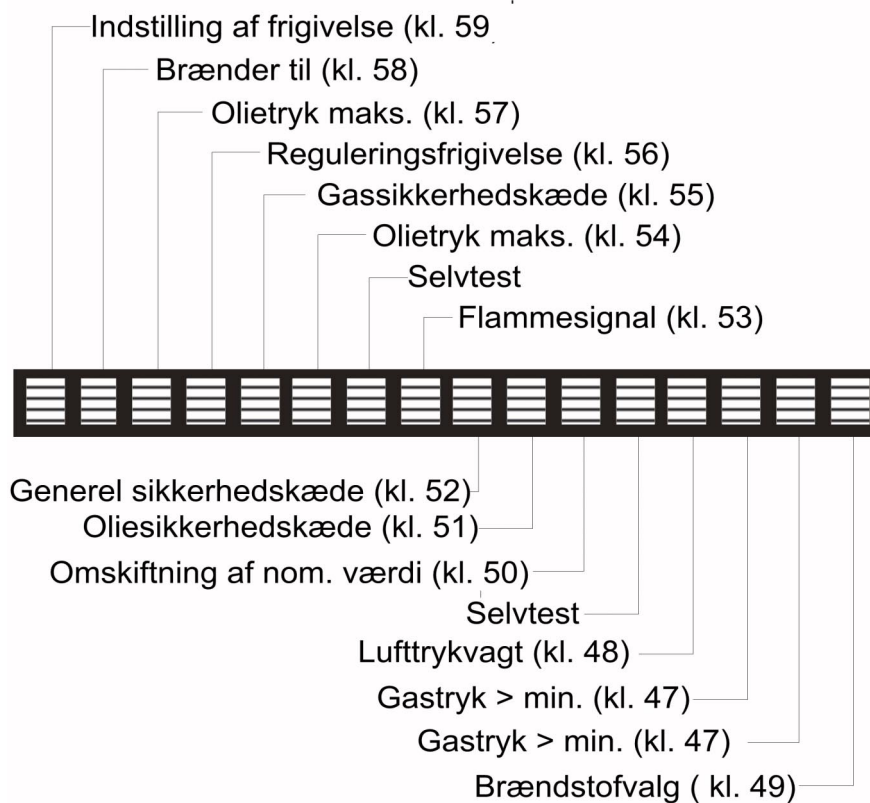 Indstilling af frigivelse (kl. 59
Brænder til (kl. 58)
Olietryk maks. (kl. 57)
Reguleringsfrigivelse (kl. 56)
Gassikkerhedskæde (kl. 55)
Olietryk maks. (kl. 54)
Selvtest
Flammesignal (kl. 53)
Generel sikkerhedskæde (kl. 52)
Oliesikkerhedskæde (kl. 51)
Omskiftning af nom. værdi (kl. 50)
Selvtest
Lufttrykvagt (kl. 48)
Gastryk > min. (kl. 47)
Gastryk > min. (kl. 47)
Brændstofvalg ( kl. 49)